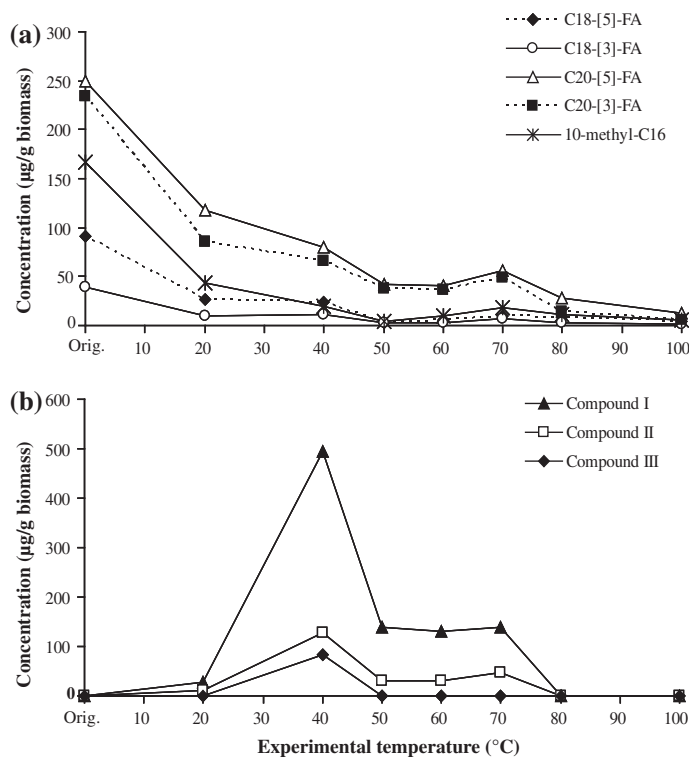 (a)
C18-[5]-FA
C18-[3]-FA
C20-[5]-FA
C20-[3]-FA
10-methyl-C16
Concentration (µg/g biomass)
300
250
200
150
100
50
0
Orig. 10 20 30 40 50 60 70 80 90 100
(b)
Compound I
Compound II
Compound III
Concentration (µg/g biomass)
600
500
400
300
200
100
0
Orig. 10 20 30 40 50 60 70 80 90 100
Experimental temperature (°C)